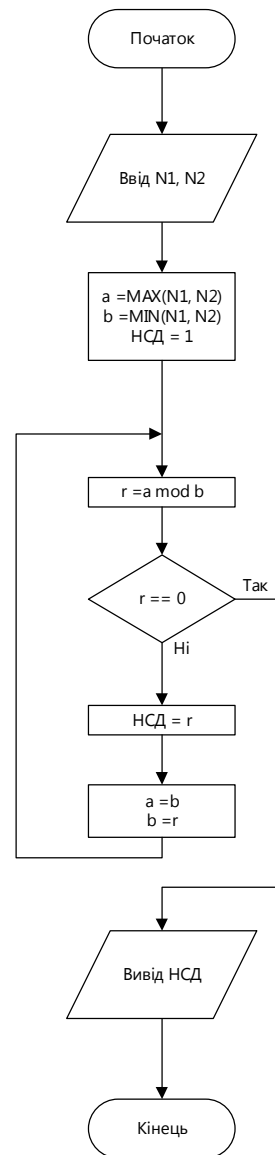 Початок
Ввід N1, N2
a =MAX(N1, N2)
b =MIN(N1, N2)
НСД = 1
r =a mod b
r == 0
Так
Ні
НСД = r
a =b
b =r
Вивід НСД
Кінець